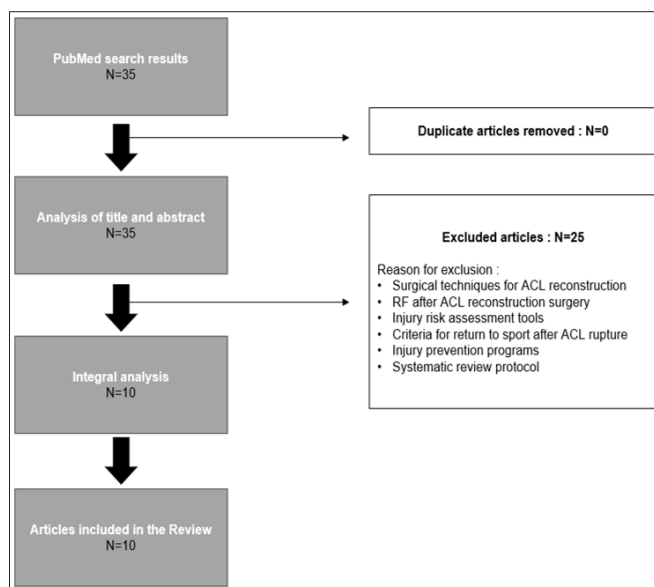 PubMed search results
N=35
Duplicate articles removed : N=0
Analysis of title and abstract
N=35
Excluded articles : N=25
Reason for exclusion :
• Surgical techniques for ACL reconstruction
• RF after ACL reconstruction surgery
• Injury risk assessment tools
• Criteria for return to sport after ACL rupture
• Injury prevention programs
• Systematic review protocol
Integral analysis
N=10
Articles included in the Review
N=10